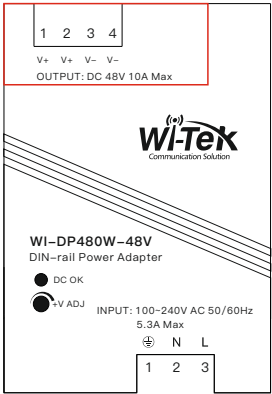 1 2 3 4
V+ V+ V– V–
OUTPUT: DC 48V 10A Max
Wi-Tek
Communication Solution
WI–DP480W–48V
DIN–rail Power Adapter
DC OK
+V ADJ
INPUT: 100~240V AC 50/60Hz
5.3A Max
N L
1 2 3